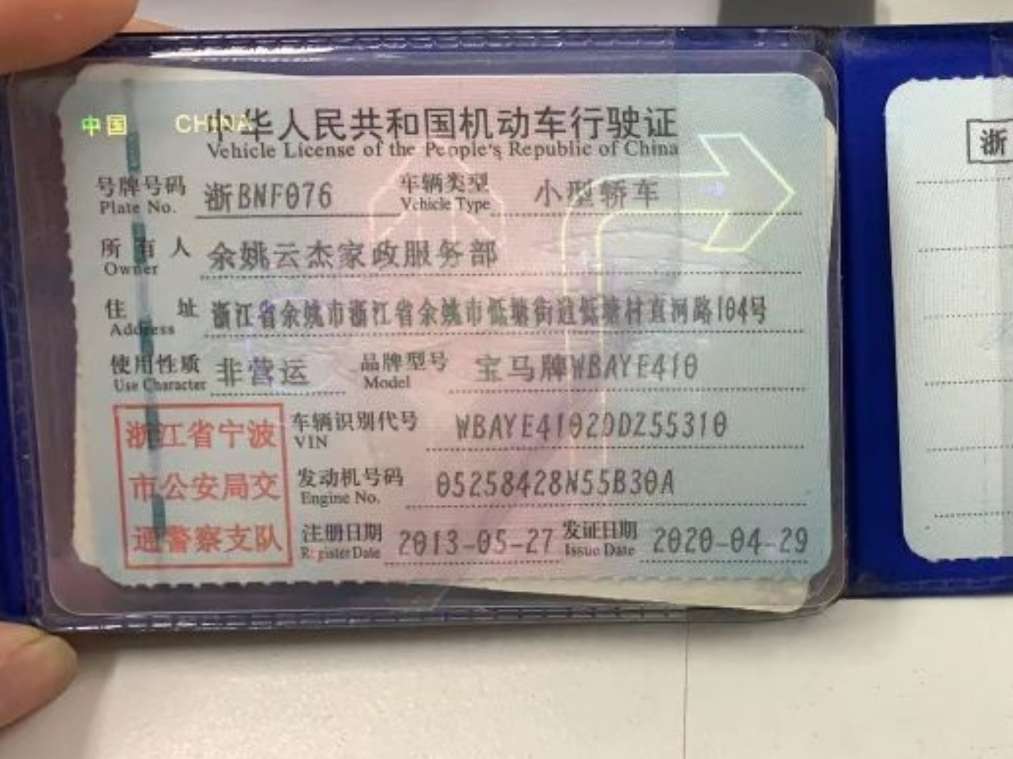 中国 CHINA
中华人民共和国机动车行驶证
Vehicle License of the People's Republic of China
号牌号码 浙BNF076 车辆类型 小型轿车
Plate No. Vehicle Type
所有人 余姚云杰家政服务部
Owner
住址 浙江省余姚市浙江省余姚市低塘街道低塘村直河路104号
Address
使用性质 非营运 品牌型号 宝马牌WBAYE410
Use Character Model
浙江省宁波
市公安局交
通警察支队
车辆识别代号 WBAYE4102DDZ55310
VIN
发动机号码 05258428N55B30A
Engine No.
注册日期 2013-05-27 发证日期 2020-04-29
Register Date Issue Date
浙